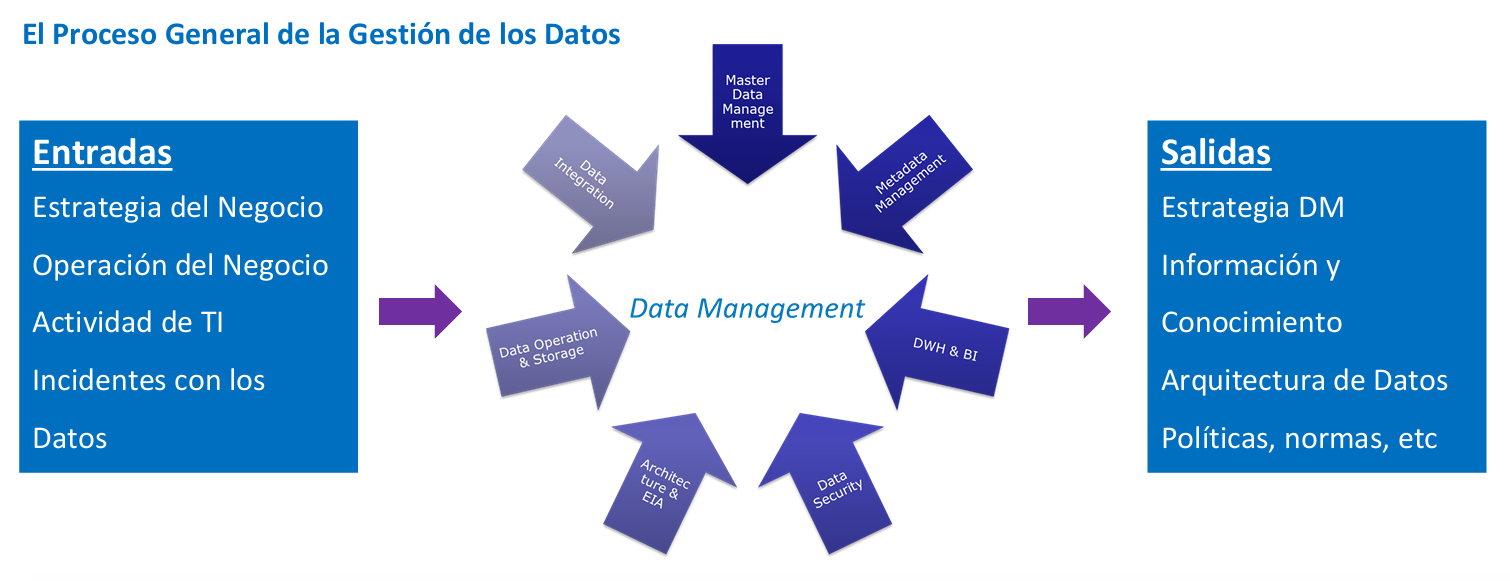 El Proceso General de la Gestión de los Datos
Entradas
Estrategia del Negocio
Operación del Negocio
Actividad de TI
Incidentes con los
Datos
Master
Data
Manage
ment
Metadata
Management
DWH & BI
Data
Security
Architec
ture &
EIA
Data Operation
& Storage
Data
Integration
Data Management
Salidas
Estrategia DM
Información y
Conocimiento
Arquitectura de Datos
Políticas, normas, etc